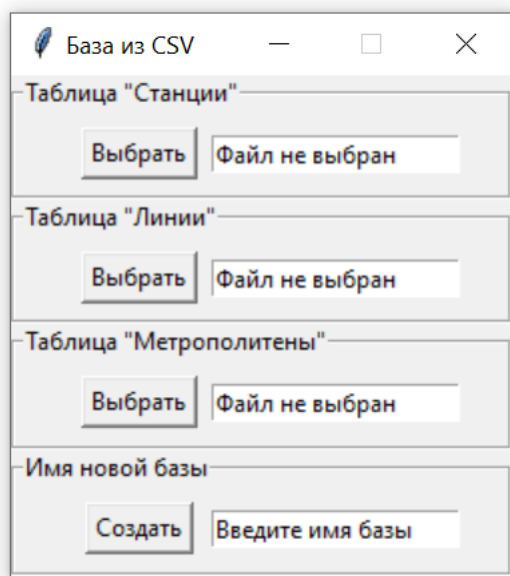 База из CSV
Таблица "Станции"
Выбрать Файл не выбран
Таблица "Линии"
Выбрать Файл не выбран
Таблица "Метрополитены"
Выбрать Файл не выбран
Имя новой базы
Создать Введите имя базы